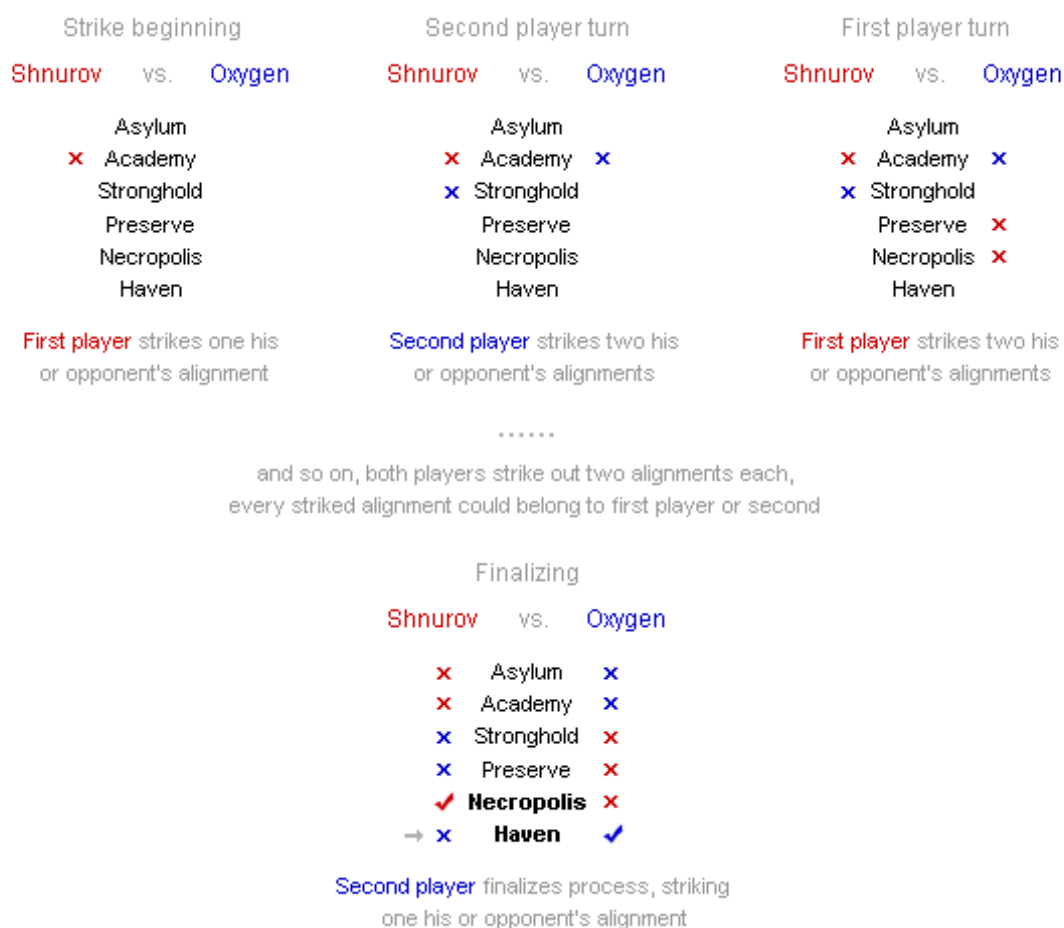 Strike beginning
Shnurov vs. Oxygen
Asylum
× Academy
Stronghold
Preserve
Necropolis
Haven
First player strikes one his
or opponent's alignment
Second player turn
Shnurov vs. Oxygen
Asylum
× Academy ×
× Stronghold
Preserve
Necropolis
Haven
Second player strikes two his
or opponent's alignments
First player turn
Shnurov vs. Oxygen
Asylum
× Academy ×
× Stronghold
Preserve ×
Necropolis ×
Haven
First player strikes two his
or opponent's alignments
......
and so on, both players strike out two alignments each,
every striked alignment could belong to first player or second
Finalizing
Shnurov vs. Oxygen
× Asylum ×
× Academy ×
× Stronghold ×
× Preserve ×
✓ Necropolis ×
→ × Haven ✓
Second player finalizes process, striking
one his or opponent's alignment